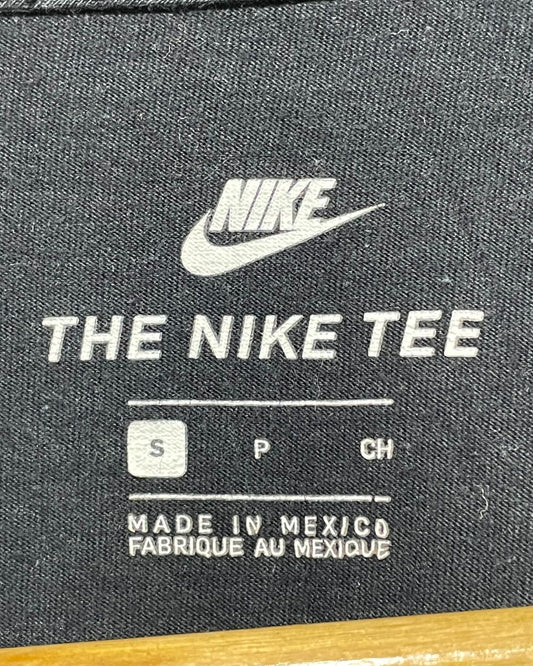 NIKE
THE NIKE TEE
S P CH
MADE IN MEXICO
FABRIQUE AU MEXIQUE